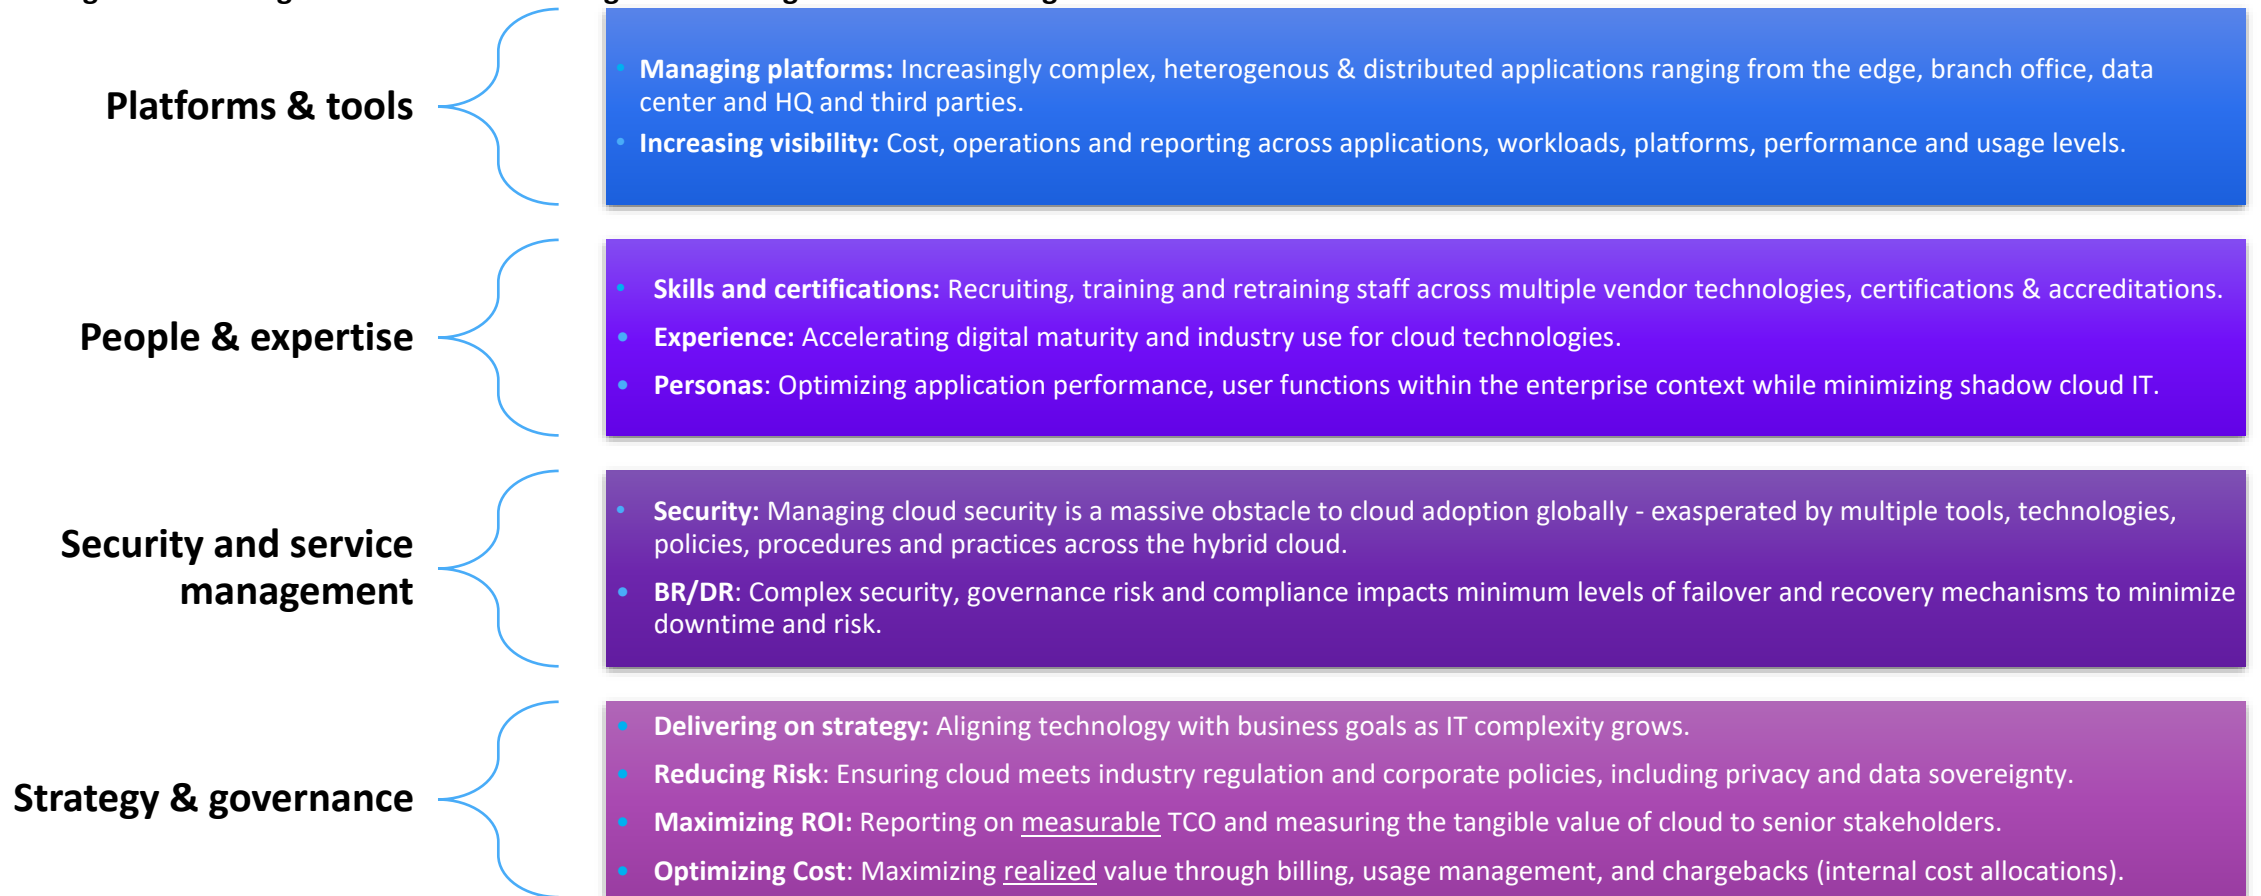 Platforms & tools
• Managing platforms: Increasingly complex, heterogenous & distributed applications ranging from the edge, branch office, data
center and HQ and third parties.
• Increasing visibility: Cost, operations and reporting across applications, workloads, platforms, performance and usage levels.
People & expertise
• Skills and certifications: Recruiting, training and retraining staff across multiple vendor technologies, certifications & accreditations.
• Experience: Accelerating digital maturity and industry use for cloud technologies.
• Personas: Optimizing application performance, user functions within the enterprise context while minimizing shadow cloud IT.
Security and service
management
• Security: Managing cloud security is a massive obstacle to cloud adoption globally - exasperated by multiple tools, technologies,
policies, procedures and practices across the hybrid cloud.
• BR/DR: Complex security, governance risk and compliance impacts minimum levels of failover and recovery mechanisms to minimize
downtime and risk.
Strategy & governance
• Delivering on strategy: Aligning technology with business goals as IT complexity grows.
• Reducing Risk: Ensuring cloud meets industry regulation and corporate policies, including privacy and data sovereignty.
• Maximizing ROI: Reporting on measurable TCO and measuring the tangible value of cloud to senior stakeholders.
• Optimizing Cost: Maximizing realized value through billing, usage management, and chargebacks (internal cost allocations).